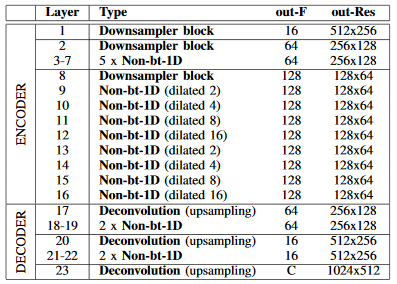 Layer Type out-F out-Res
ENCODER
1 Downsampler block 16 512x256
2 Downsampler block 64 256x128
3-7 5 x Non-bt-1D 64 256x128
8 Downsampler block 128 128x64
9 Non-bt-1D (dilated 2) 128 128x64
10 Non-bt-1D (dilated 4) 128 128x64
11 Non-bt-1D (dilated 8) 128 128x64
12 Non-bt-1D (dilated 16) 128 128x64
13 Non-bt-1D (dilated 2) 128 128x64
14 Non-bt-1D (dilated 4) 128 128x64
15 Non-bt-1D (dilated 8) 128 128x64
16 Non-bt-1D (dilated 16) 128 128x64
DECODER
17 Deconvolution (upsampling) 64 256x128
18-19 2 x Non-bt-1D 64 256x128
20 Deconvolution (upsampling) 16 512x256
21-22 2 x Non-bt-1D 16 512x256
23 Deconvolution (upsampling) C 1024x512